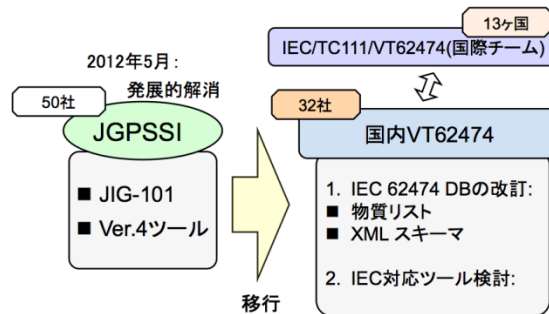 2012年5月：
発展的解消
50社
JGPSSI
■ JIG-101
■ Ver.4ツール
移行
13ヶ国
IEC/TC111/VT62474(国際チーム)
32社
国内VT62474
1. IEC 62474 DBの改訂:
■ 物質リスト
■ XML スキーマ
2. IEC対応ツール検討: